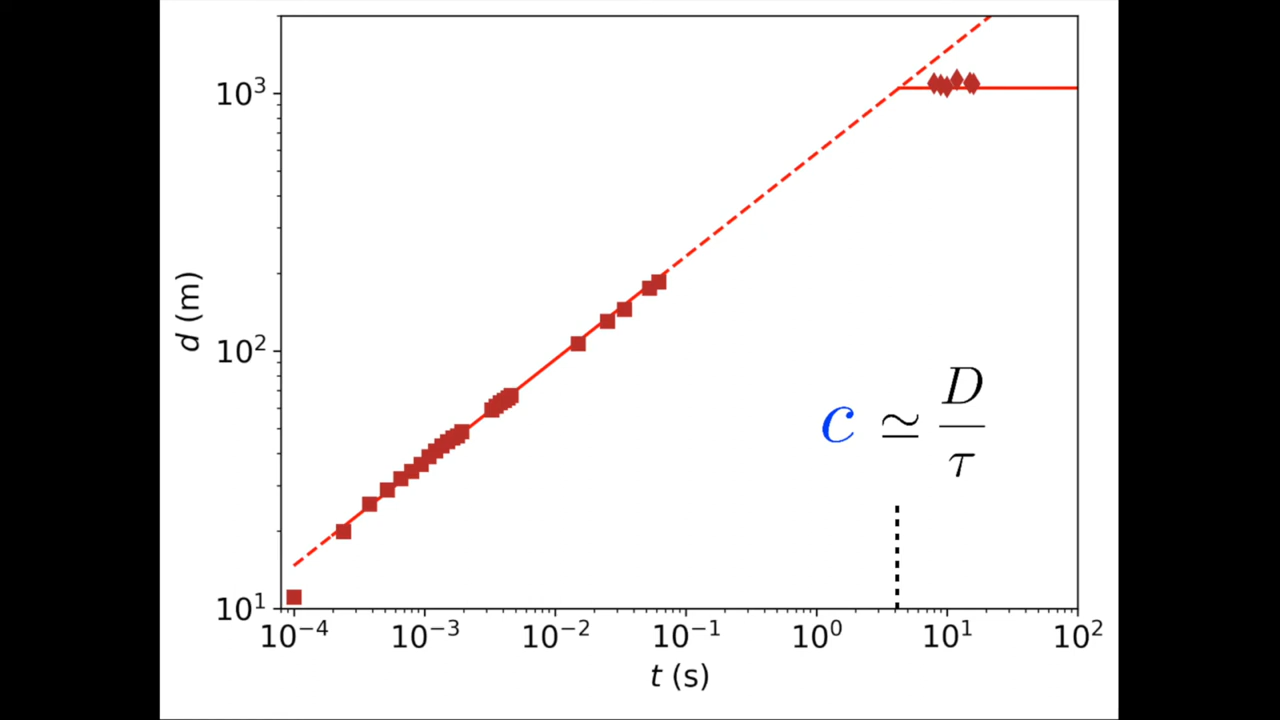 d (m)
10³
10²
10¹
c ≃ D/τ
10⁻⁴ 10⁻³ 10⁻² 10⁻¹ 10⁰ 10¹ 10²
t (s)